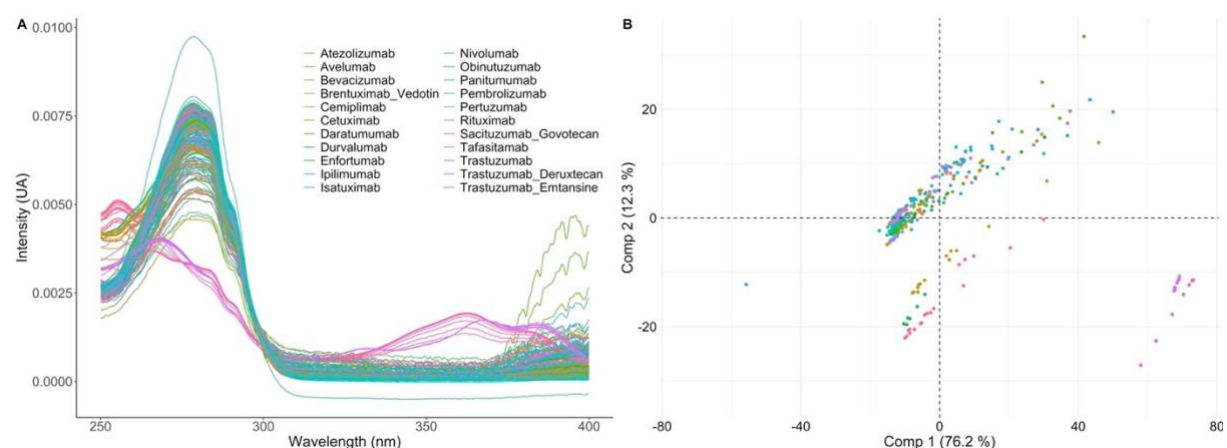 A
B
0.0100
0.0075
0.0050
0.0025
0.0000
Intensity (UA)
Atezolizumab
Avelumab
Bevacizumab
Brentuximab_Vedotin
Cemiplimab
Cetuximab
Daratumumab
Durvalumab
Enfortumab
Ipilimumab
Isatuximab
Nivolumab
Obinutuzumab
Panitumumab
Pembrolizumab
Pertuzumab
Rituximab
Sacituzumab_Govotecan
Tafasitamab
Trastuzumab
Trastuzumab_Deruxtecan
Trastuzumab_Emtansine
250 300 350 400
Wavelength (nm)
20
0
-20
Comp 2 (12.3 %)
-80 -40 0 40 80
Comp 1 (76.2 %)